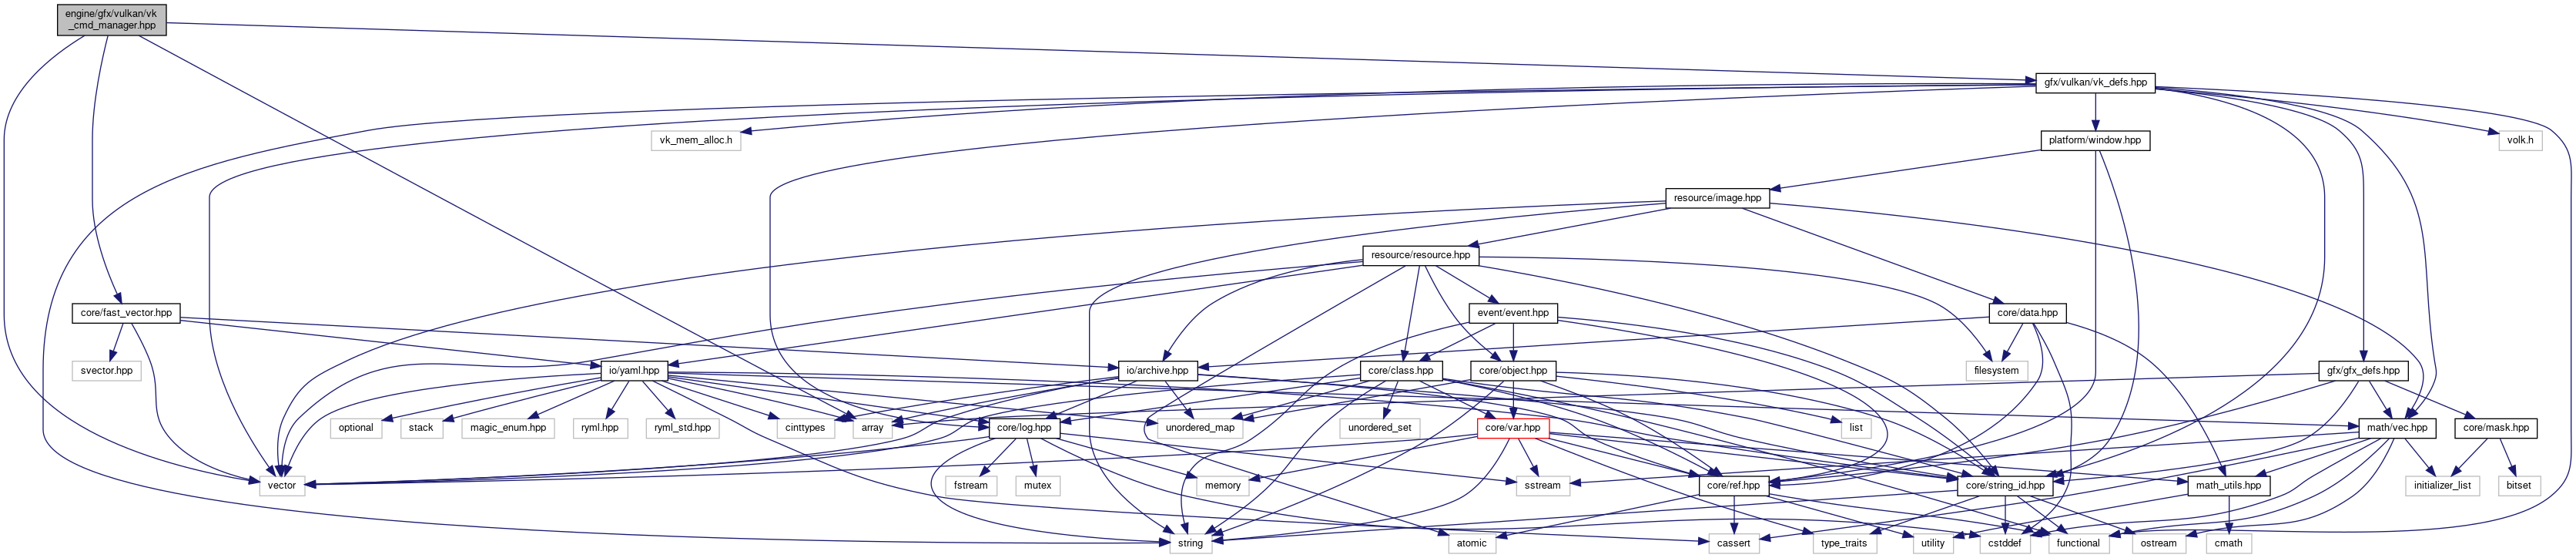 engine/gfx/vulkan/vk
_cmd_manager.hpp
gfx/vulkan/vk_defs.hpp
vk_mem_alloc.h
platform/window.hpp
volk.h
resource/image.hpp
resource/resource.hpp
core/fast_vector.hpp
event/event.hpp
core/data.hpp
svector.hpp
io/yaml.hpp
io/archive.hpp
core/class.hpp
core/object.hpp
filesystem
gfx/gfx_defs.hpp
optional
stack
magic_enum.hpp
ryml.hpp
ryml_std.hpp
cinttypes
array
core/log.hpp
unordered_map
unordered_set
core/var.hpp
list
math/vec.hpp
core/mask.hpp
vector
fstream
mutex
memory
sstream
core/ref.hpp
core/string_id.hpp
math_utils.hpp
initializer_list
bitset
string
atomic
cassert
type_traits
utility
cstddef
functional
ostream
cmath